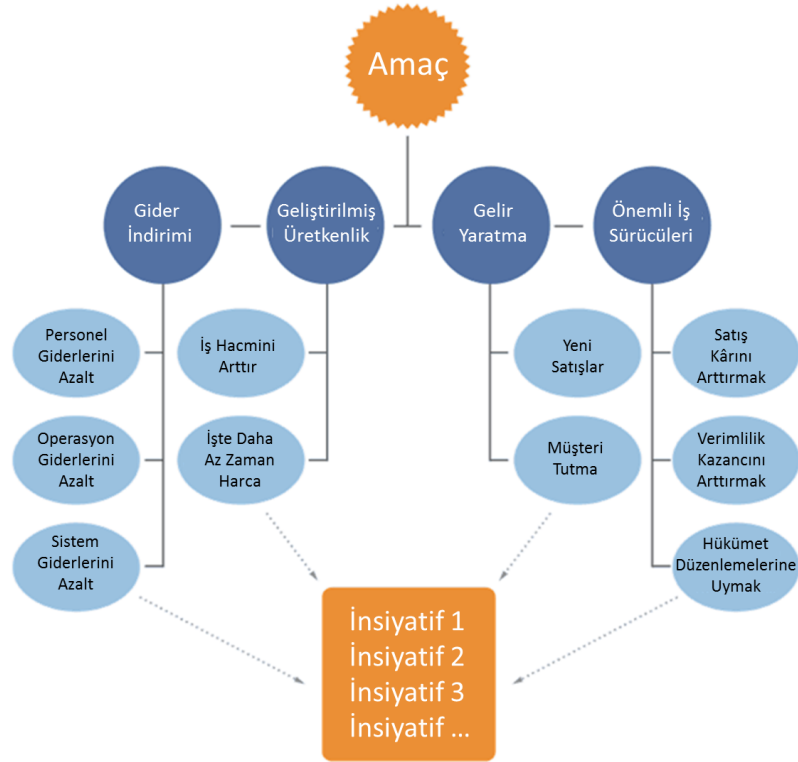 Amaç
Gider
İndirimi
Geliştirilmiş
Üretkenlik
Gelir
Yaratma
Önemli İş
Sürücüleri
Personel
Giderlerini
Azalt
İş Hacmini
Arttır
Yeni
Satışlar
Satış
Kârını
Arttırmak
Operasyon
Giderlerini
Azalt
İşte Daha
Az Zaman
Harca
Müşteri
Tutma
Verimlilik
Kazancını
Arttırmak
Sistem
Giderlerini
Azalt
Hükümet
Düzenlemelerine
Uymak
İnsiyatif 1
İnsiyatif 2
İnsiyatif 3
İnsiyatif ...